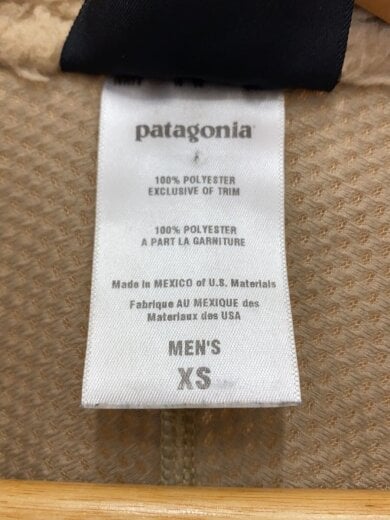 patagonia
100% POLYESTER
EXCLUSIVE OF TRIM
100% POLYESTER
A PART LA GARNITURE
Made in MEXICO of U.S. Materials
Fabrique AU MEXIQUE des
Materiaux des USA
MEN'S
XS